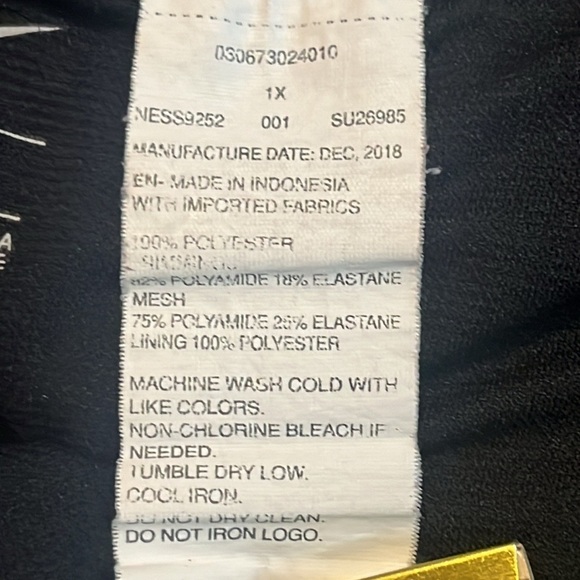 030673024010
1X
NESS9252 001 SU26985
MANUFACTURE DATE: DEC, 2018
EN- MADE IN INDONESIA
WITH IMPORTED FABRICS
100% POLYESTER
82% POLYAMIDE 18% ELASTANE
MESH
75% POLYAMIDE 25% ELASTANE
LINING 100% POLYESTER
MACHINE WASH COLD WITH
LIKE COLORS.
NON-CHLORINE BLEACH IF
NEEDED.
TUMBLE DRY LOW.
COOL IRON.
DO NOT DRY CLEAN.
DO NOT IRON LOGO.